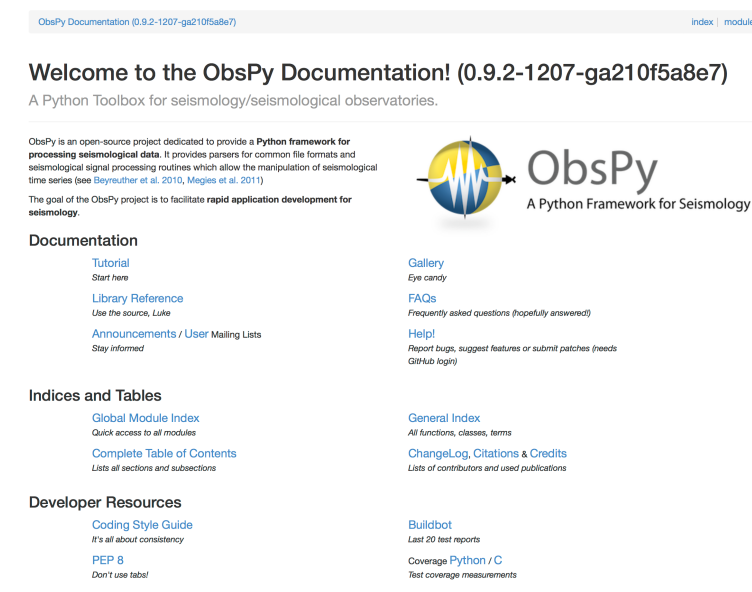 ObsPy Documentation (0.9.2-1207-ga210f5a8e7)
index | module
Welcome to the ObsPy Documentation! (0.9.2-1207-ga210f5a8e7)
A Python Toolbox for seismology/seismological observatories.
ObsPy is an open-source project dedicated to provide a Python framework for
processing seismological data. It provides parsers for common file formats and
seismological signal processing routines which allow the manipulation of seismological
time series (see Beyreuther et al. 2010, Megies et al. 2011)
The goal of the ObsPy project is to facilitate rapid application development for
seismology.
ObsPy
A Python Framework for Seismology
Documentation
Tutorial
Start here
Gallery
Eye candy
Library Reference
Use the source, Luke
FAQs
Frequently asked questions (hopefully answered!)
Announcements / User Mailing Lists
Stay informed
Help!
Report bugs, suggest features or submit patches (needs
GitHub login)
Indices and Tables
Global Module Index
Quick access to all modules
General Index
All functions, classes, terms
Complete Table of Contents
Lists all sections and subsections
ChangeLog, Citations & Credits
Lists of contributors and used publications
Developer Resources
Coding Style Guide
It's all about consistency
Buildbot
Last 20 test reports
PEP 8
Don't use tabs!
Coverage Python / C
Test coverage measurements